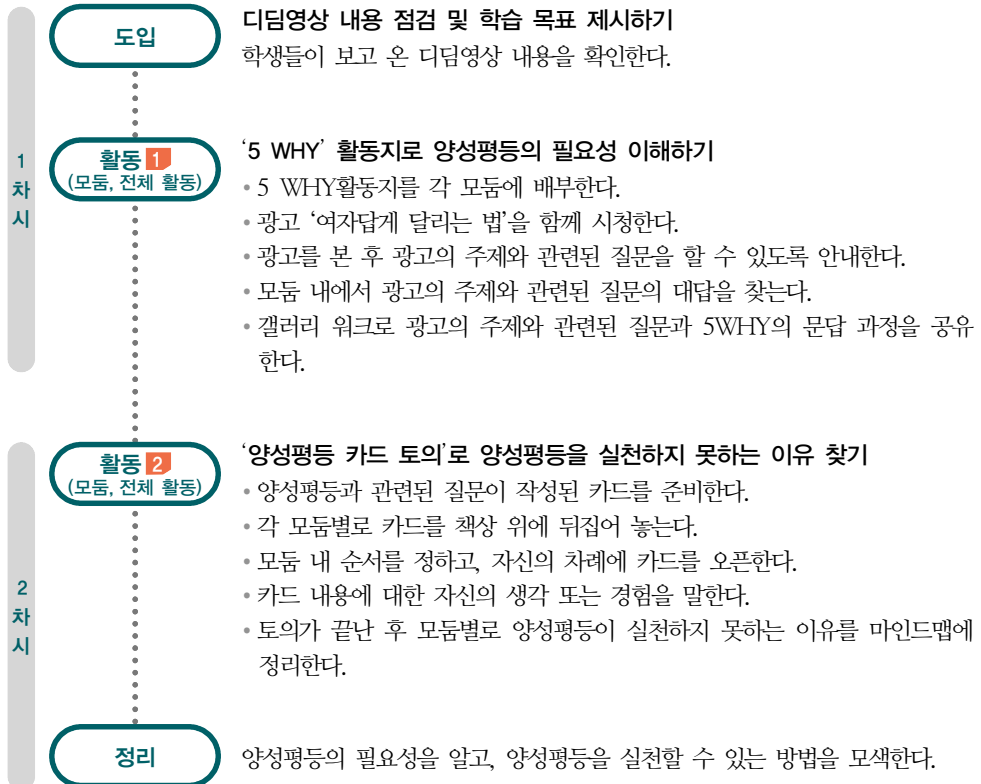 도입
디딤영상 내용 점검 및 학습 목표 제시하기
학생들이 보고 온 디딤영상 내용을 확인한다.
1
차
시
활동 1
(모둠, 전체 활동)
‘5 WHY’ 활동지로 양성평등의 필요성 이해하기
• 5 WHY활동지를 각 모둠에 배부한다.
• 광고 ‘여자답게 달리는 법’을 함께 시청한다.
• 광고를 본 후 광고의 주제와 관련된 질문을 할 수 있도록 안내한다.
• 모둠 내에서 광고의 주제와 관련된 질문의 대답을 찾는다.
• 갤러리 워크로 광고의 주제와 관련된 질문과 5WHY의 문답 과정을 공유
한다.
2
차
시
활동 2
(모둠, 전체 활동)
‘양성평등 카드 토의’로 양성평등을 실천하지 못하는 이유 찾기
• 양성평등과 관련된 질문이 작성된 카드를 준비한다.
• 각 모둠별로 카드를 책상 위에 뒤집어 놓는다.
• 모둠 내 순서를 정하고, 자신의 차례에 카드를 오픈한다.
• 카드 내용에 대한 자신의 생각 또는 경험을 말한다.
• 토의가 끝난 후 모둠별로 양성평등이 실천하지 못하는 이유를 마인드맵에
정리한다.
정리
양성평등의 필요성을 알고, 양성평등을 실천할 수 있는 방법을 모색한다.